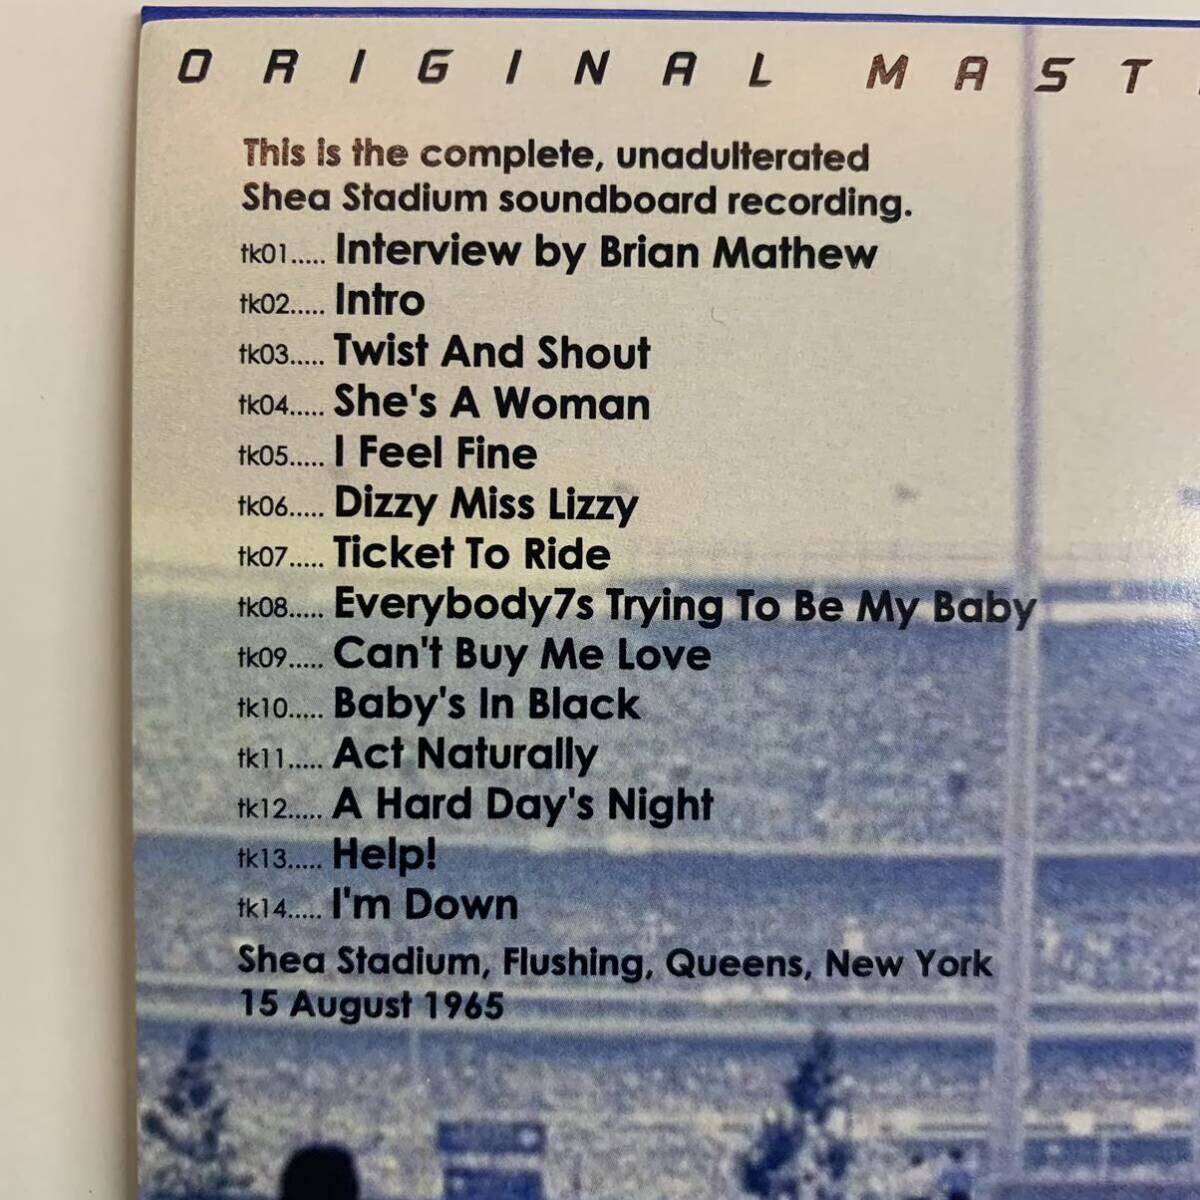 ORIGINAL MAST
This is the complete, unadulterated
Shea Stadium soundboard recording.
tk01..... Interview by Brian Mathew
tk02..... Intro
tk03..... Twist And Shout
tk04..... She's A Woman
tk05..... I Feel Fine
tk06..... Dizzy Miss Lizzy
tk07..... Ticket To Ride
tk08..... Everybody7s Trying To Be My Baby
tk09..... Can't Buy Me Love
tk10..... Baby's In Black
tk11..... Act Naturally
tk12..... A Hard Day's Night
tk13..... Help!
tk14..... I'm Down
Shea Stadium, Flushing, Queens, New York
15 August 1965